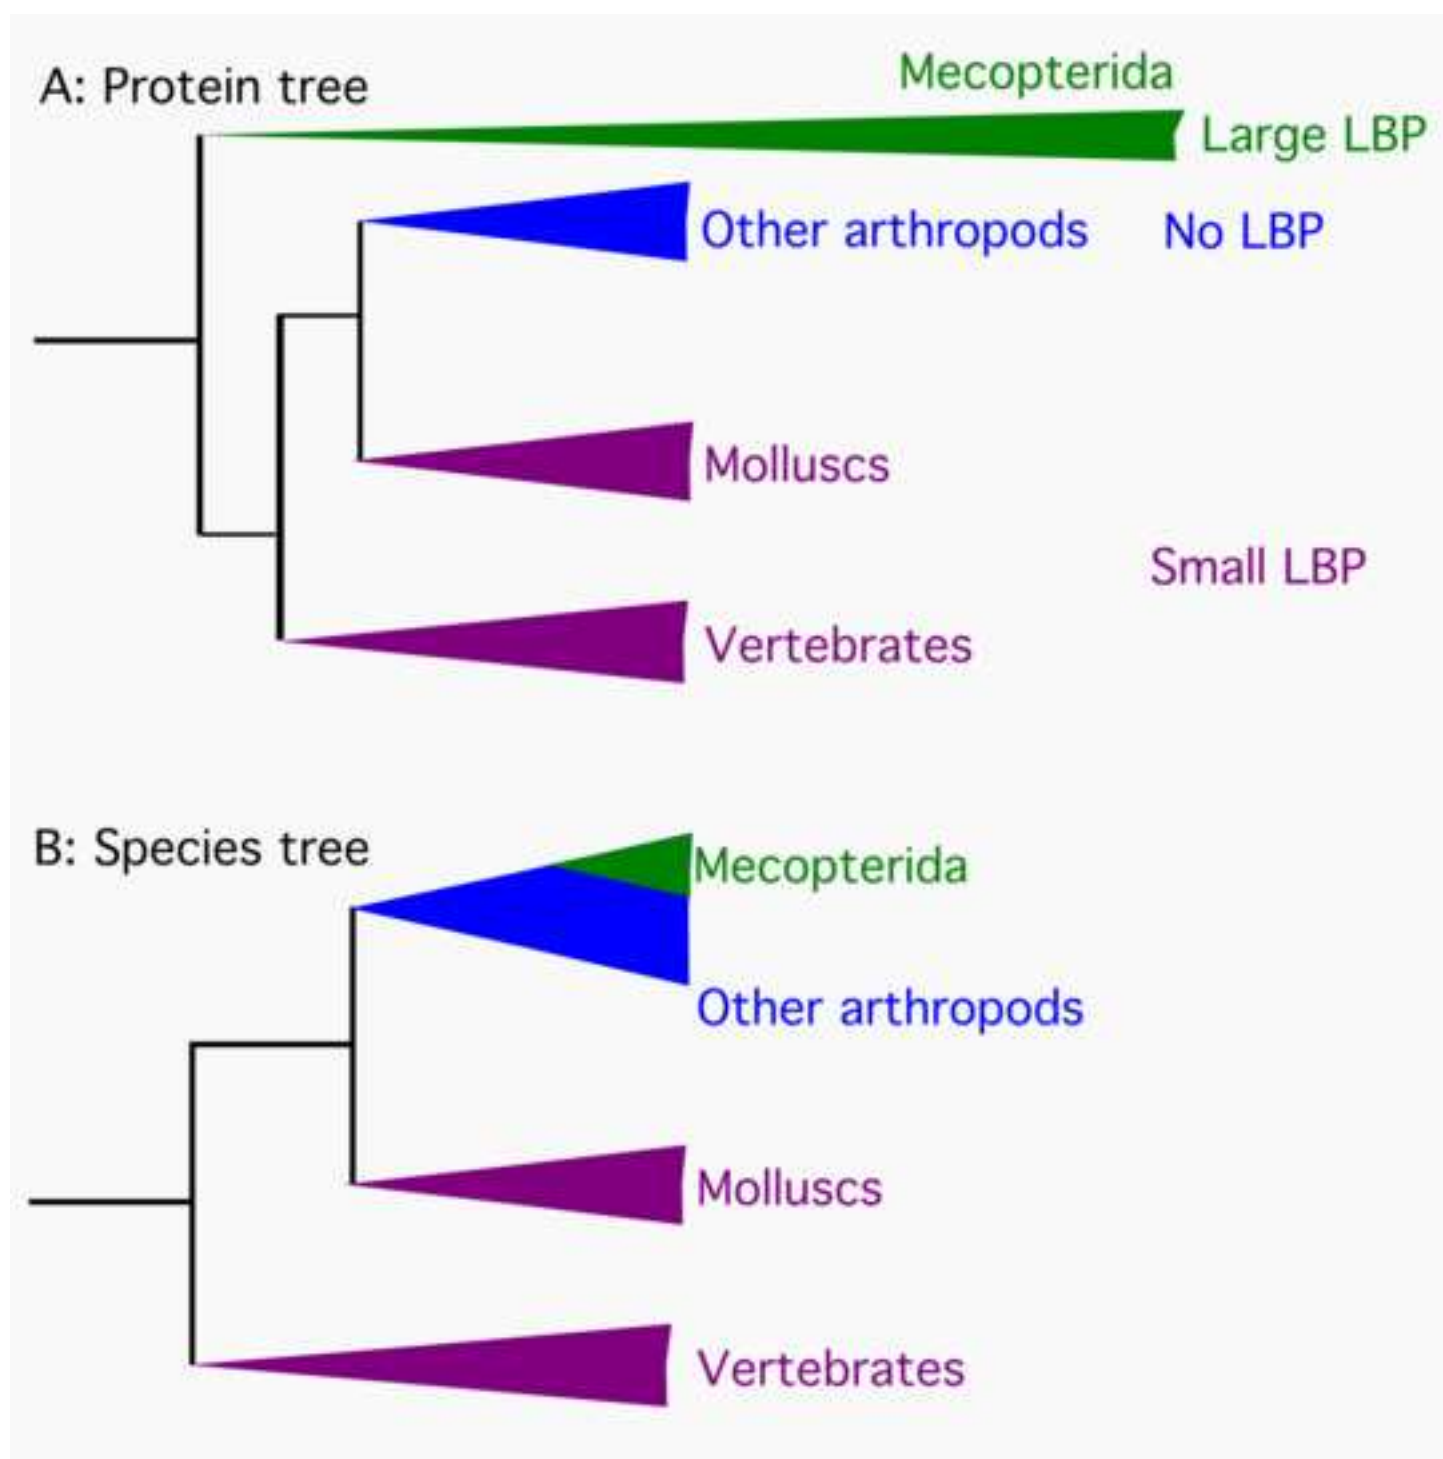 A: Protein tree
Mecopterida
Large LBP
Other arthropods No LBP
Molluscs
Small LBP
Vertebrates
B: Species tree
Mecopterida
Other arthropods
Molluscs
Vertebrates